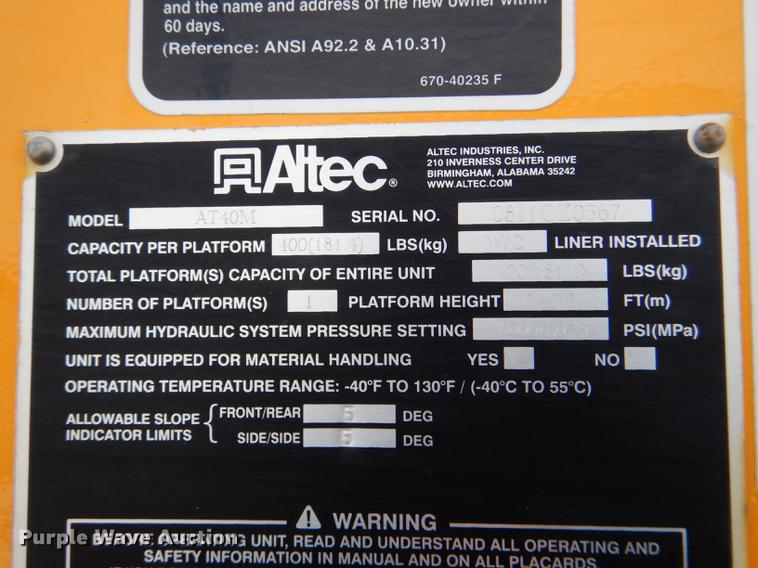 and the name and address of the new owner within
60 days.
(Reference: ANSI A92.2 & A10.31)
670-40235 F
Altec®
ALTEC INDUSTRIES, INC.
210 INVERNESS CENTER DRIVE
BIRMINGHAM, ALABAMA 35242
WWW.ALTEC.COM
MODEL AT40M SERIAL NO. 0811CZ0567
CAPACITY PER PLATFORM 400(181.4) LBS(kg) W/O LINER INSTALLED
TOTAL PLATFORM(S) CAPACITY OF ENTIRE UNIT 400(181.4) LBS(kg)
NUMBER OF PLATFORM(S) 1 PLATFORM HEIGHT FT(m)
MAXIMUM HYDRAULIC SYSTEM PRESSURE SETTING PSI(MPa)
UNIT IS EQUIPPED FOR MATERIAL HANDLING YES NO
OPERATING TEMPERATURE RANGE: -40°F TO 130°F / (-40°C TO 55°C)
ALLOWABLE SLOPE INDICATOR LIMITS
FRONT/REAR 5 DEG
SIDE/SIDE 5 DEG
WARNING
BEFORE OPERATING UNIT, READ AND UNDERSTAND ALL OPERATING AND
SAFETY INFORMATION IN MANUAL AND ON ALL PLACARDS.
Purple Wave Auction